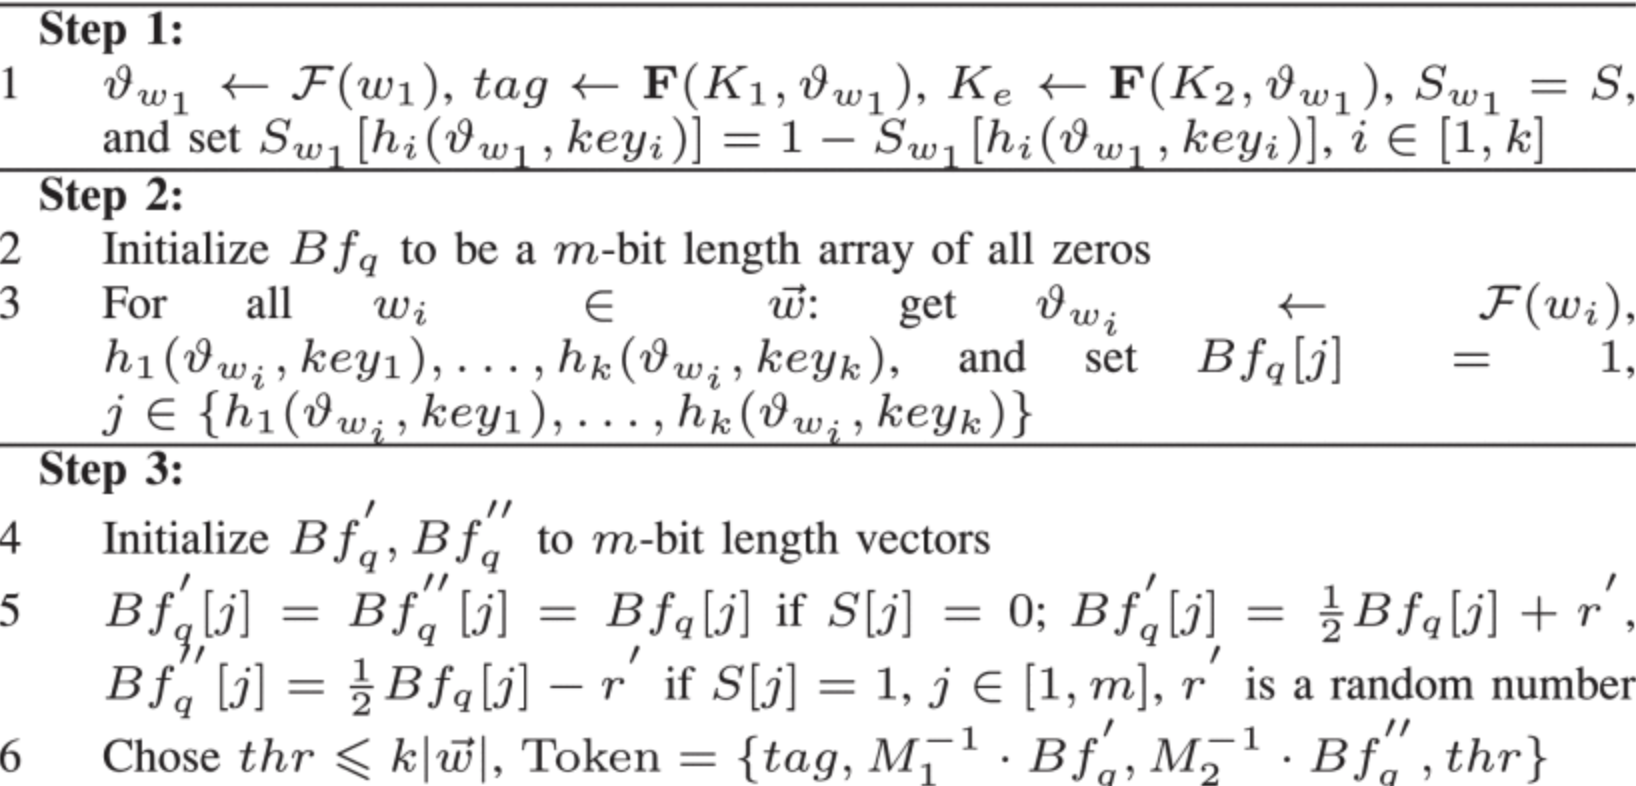 Step 1:
1 ϑ_{w_1} ← ℱ(w_1), tag ← 𝐅(K_1, ϑ_{w_1}), K_e ← 𝐅(K_2, ϑ_{w_1}), S_{w_1} = S,
and set S_{w_1}[h_i(ϑ_{w_1}, key_i)] = 1 − S_{w_1}[h_i(ϑ_{w_1}, key_i)], i ∈ [1, k]
Step 2:
2 Initialize Bf_q to be a m-bit length array of all zeros
3 For all w_i ∈ w⃗: get ϑ_{w_i} ← ℱ(w_i),
h_1(ϑ_{w_i}, key_1), . . . , h_k(ϑ_{w_i}, key_k), and set Bf_q[j] = 1,
j ∈ {h_1(ϑ_{w_i}, key_1), . . . , h_k(ϑ_{w_i}, key_k)}
Step 3:
4 Initialize Bf_q′, Bf_q″ to m-bit length vectors
5 Bf_q′[j] = Bf_q″[j] = Bf_q[j] if S[j] = 0; Bf_q′[j] = ½Bf_q[j] + r′,
Bf_q″[j] = ½Bf_q[j] − r′ if S[j] = 1, j ∈ [1, m], r′ is a random number
6 Chose thr ⩽ k|w⃗|, Token = {tag, M_1^{−1} · Bf_q′, M_2^{−1} · Bf_q″, thr}